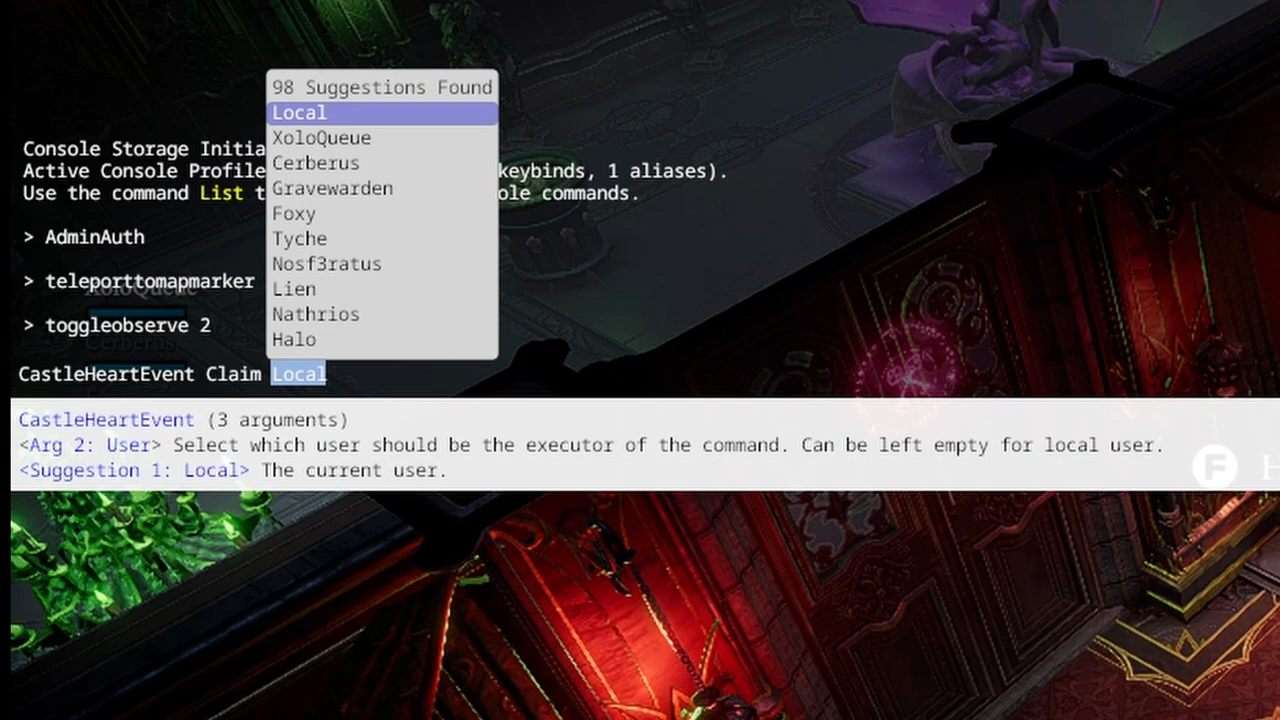 98 Suggestions Found
Local
XoloQueue
Cerberus
Gravewarden
Foxy
Tyche
Nosf3ratus
Lien
Nathrios
Halo
Console Storage Initia
Active Console Profile keybinds, 1 aliases).
Use the command List t ole commands.
> AdminAuth
> teleporttomapmarker
XoloQueue
> toggleobserve 2
Cerberus
CastleHeartEvent Claim Local
CastleHeartEvent (3 arguments)
<Arg 2: User> Select which user should be the executor of the command. Can be left empty for local user.
<Suggestion 1: Local> The current user.
F H